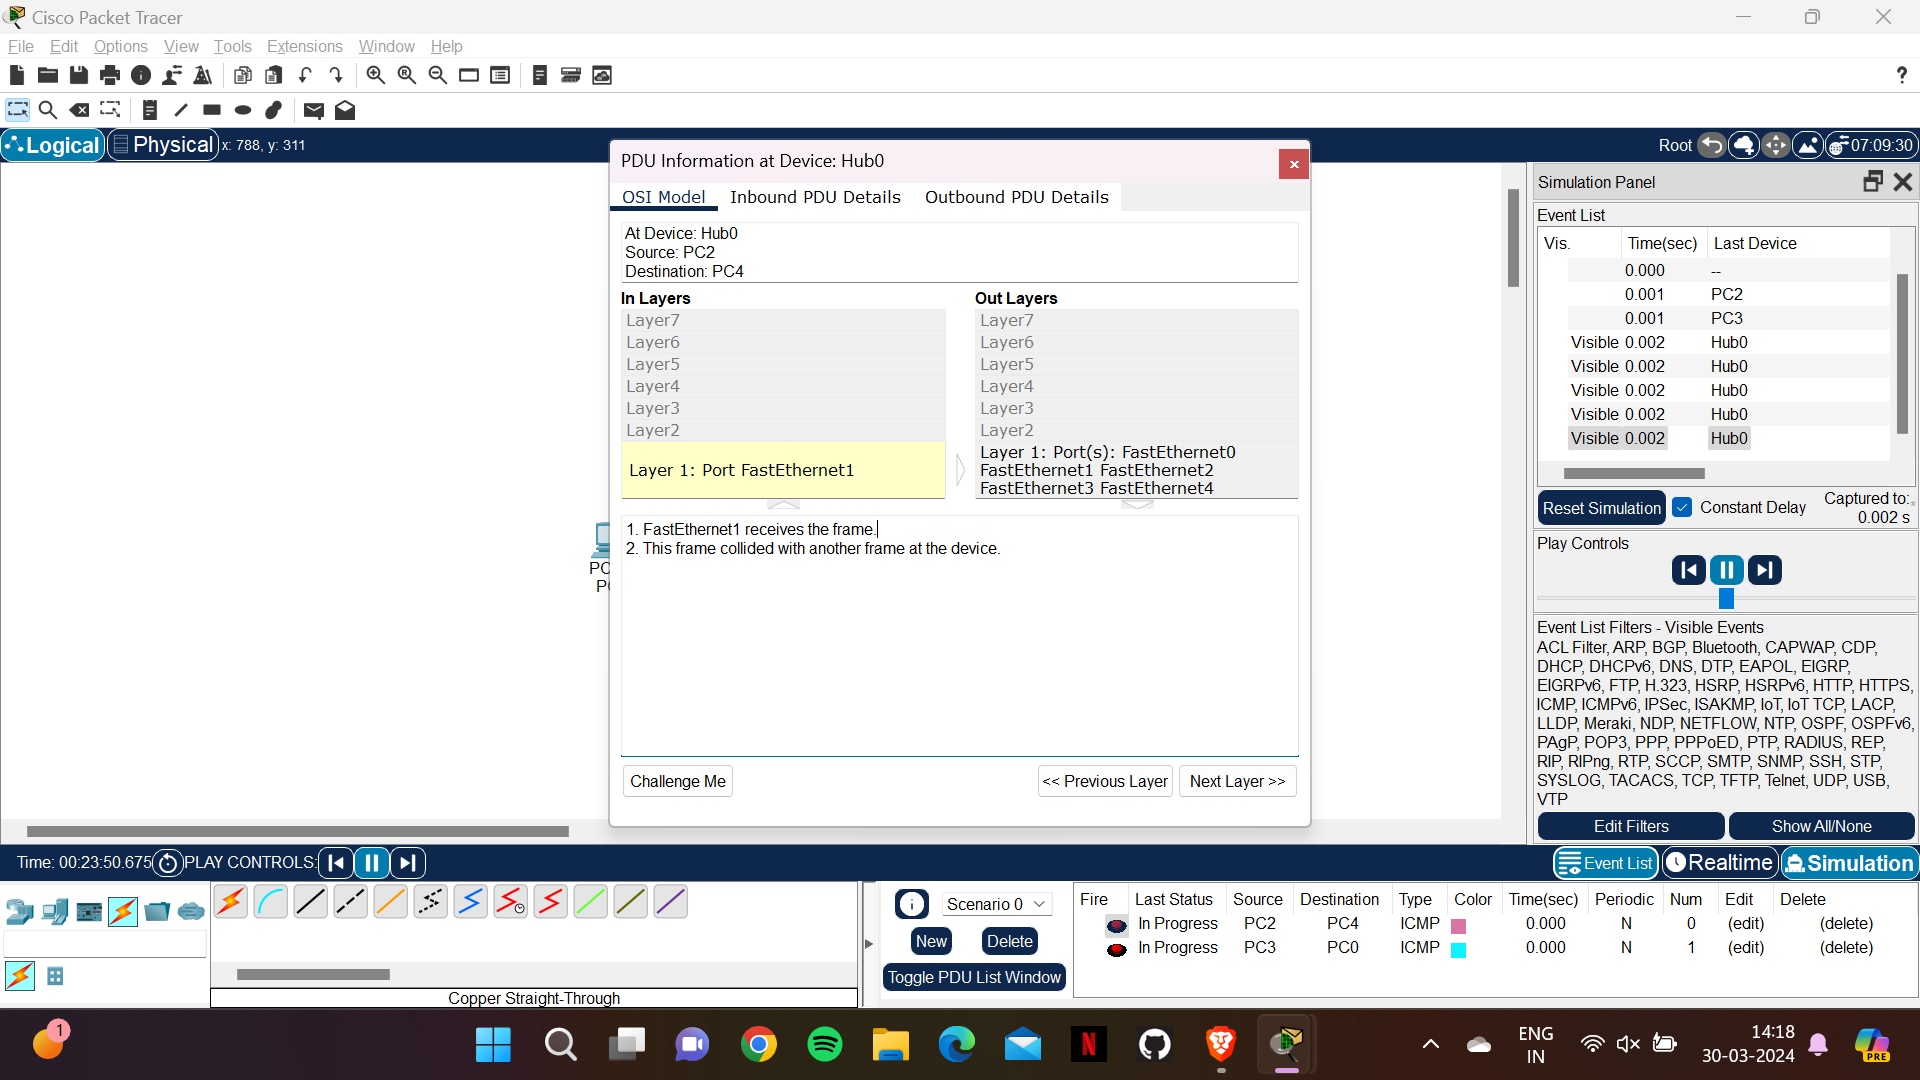 Cisco Packet Tracer
File Edit Options View Tools Extensions Window Help
?
Logical Physical x: 788, y: 311
Root 07:09:30
PDU Information at Device: Hub0
x
OSI Model Inbound PDU Details Outbound PDU Details
At Device: Hub0
Source: PC2
Destination: PC4
In Layers Out Layers
Layer7 Layer7
Layer6 Layer6
Layer5 Layer5
Layer4 Layer4
Layer3 Layer3
Layer2 Layer2
Layer 1: Port FastEthernet1
Layer 1: Port(s): FastEthernet0
FastEthernet1 FastEthernet2
FastEthernet3 FastEthernet4
1. FastEthernet1 receives the frame.
2. This frame collided with another frame at the device.
Challenge Me << Previous Layer Next Layer >>
Simulation Panel
Event List
Vis. Time(sec) Last Device
0.000 --
0.001 PC2
0.001 PC3
Visible 0.002 Hub0
Visible 0.002 Hub0
Visible 0.002 Hub0
Visible 0.002 Hub0
Visible 0.002 Hub0
Reset Simulation Constant Delay Captured to:
0.002 s
Play Controls
Event List Filters - Visible Events
ACL Filter, ARP, BGP, Bluetooth, CAPWAP, CDP,
DHCP, DHCPv6, DNS, DTP, EAPOL, EIGRP,
EIGRPv6, FTP, H.323, HSRP, HSRPv6, HTTP, HTTPS,
ICMP, ICMPv6, IPSec, ISAKMP, IoT, IoT TCP, LACP,
LLDP, Meraki, NDP, NETFLOW, NTP, OSPF, OSPFv6,
PAgP, POP3, PPP, PPPoED, PTP, RADIUS, REP,
RIP, RIPng, RTP, SCCP, SMTP, SNMP, SSH, STP,
SYSLOG, TACACS, TCP, TFTP, Telnet, UDP, USB,
VTP
Edit Filters Show All/None
Time: 00:23:50.675 PLAY CONTROLS:
Event List Realtime Simulation
Copper Straight-Through
Scenario 0
New Delete
Toggle PDU List Window
Fire Last Status Source Destination Type Color Time(sec) Periodic Num Edit Delete
In Progress PC2 PC4 ICMP 0.000 N 0 (edit) (delete)
In Progress PC3 PC0 ICMP 0.000 N 1 (edit) (delete)
1
N
ENG
IN
14:18
30-03-2024
PRE